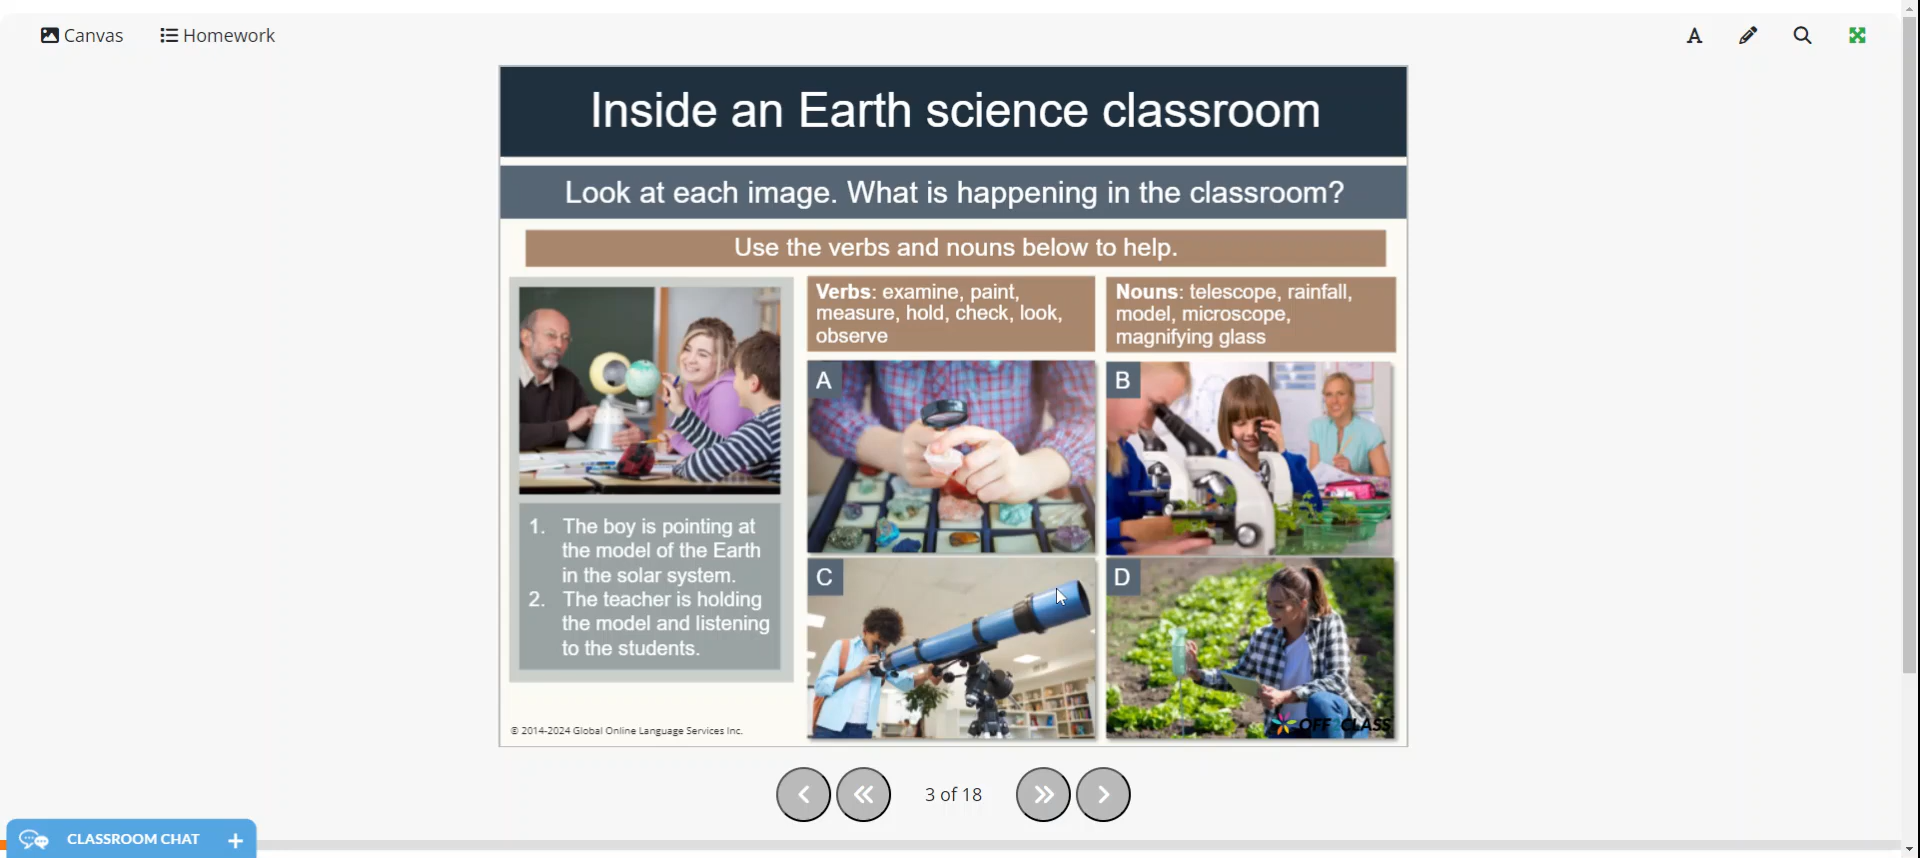 Canvas
Homework
A
Inside an Earth science classroom
Look at each image. What is happening in the classroom?
Use the verbs and nouns below to help.
Verbs: examine, paint,
measure, hold, check, look,
observe
Nouns: telescope, rainfall,
model, microscope,
magnifying glass
A
B
1. The boy is pointing at
the model of the Earth
in the solar system.
2. The teacher is holding
the model and listening
to the students.
C
D
© 2014-2024 Global Online Language Services Inc.
OFF2CLASS
3 of 18
CLASSROOM CHAT +